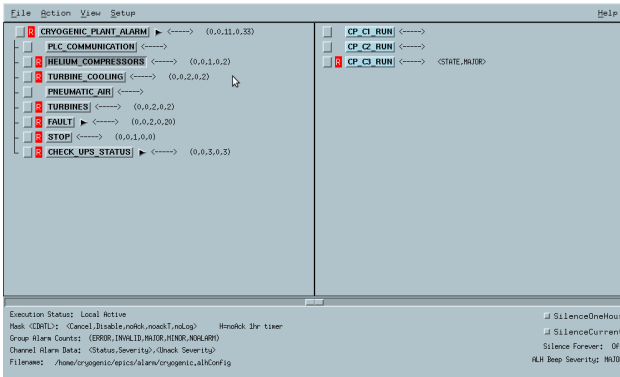 File Action View Setup Help
R CRYOGENIC_PLANT_ALARM <-----> (0,0,11,0,33)
PLC_COMMUNICATION <----->
R HELIUM_COMPRESSORS <-----> (0,0,1,0,2)
R TURBINE_COOLING <-----> (0,0,2,0,2)
PNEUMATIC_AIR <----->
R TURBINES <-----> (0,0,2,0,2)
R FAULT <-----> (0,0,2,0,20)
R STOP <-----> (0,0,1,0,0)
R CHECK_UPS_STATUS <-----> (0,0,3,0,3)
CP_C1_RUN <----->
CP_C2_RUN <----->
R CP_C3_RUN <-----> <STATE,MAJOR>
Execution Status: Local Active
Mask <CDATL>: <Cancel,Disable,noAck,noackT,noLog> H=noAck 1hr timer
Group Alarm Counts: (ERROR,INVALID,MAJOR,MINOR,NOALARM)
Channel Alarm Data: <Status,Severity>,<Unack Severity>
Filename: /home/cryogenic/epics/alarm/cryogenic.alhConfig
SilenceOneHou
SilenceCurrent
Silence Forever: Of
ALH Beep Severity: MAJO